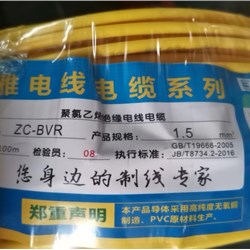 雅电线电缆系列
聚氯乙烯绝缘电线电缆
ZC-BVR 产品规格: 1.5 mm²
100m 检验员: 08 GB/T19666-2005
执行标准: JB/T8734.2-2016
您身边的制线专家
郑重声明
本产品导体采用高纯度无氧铜
制造、PVC原材料生产。